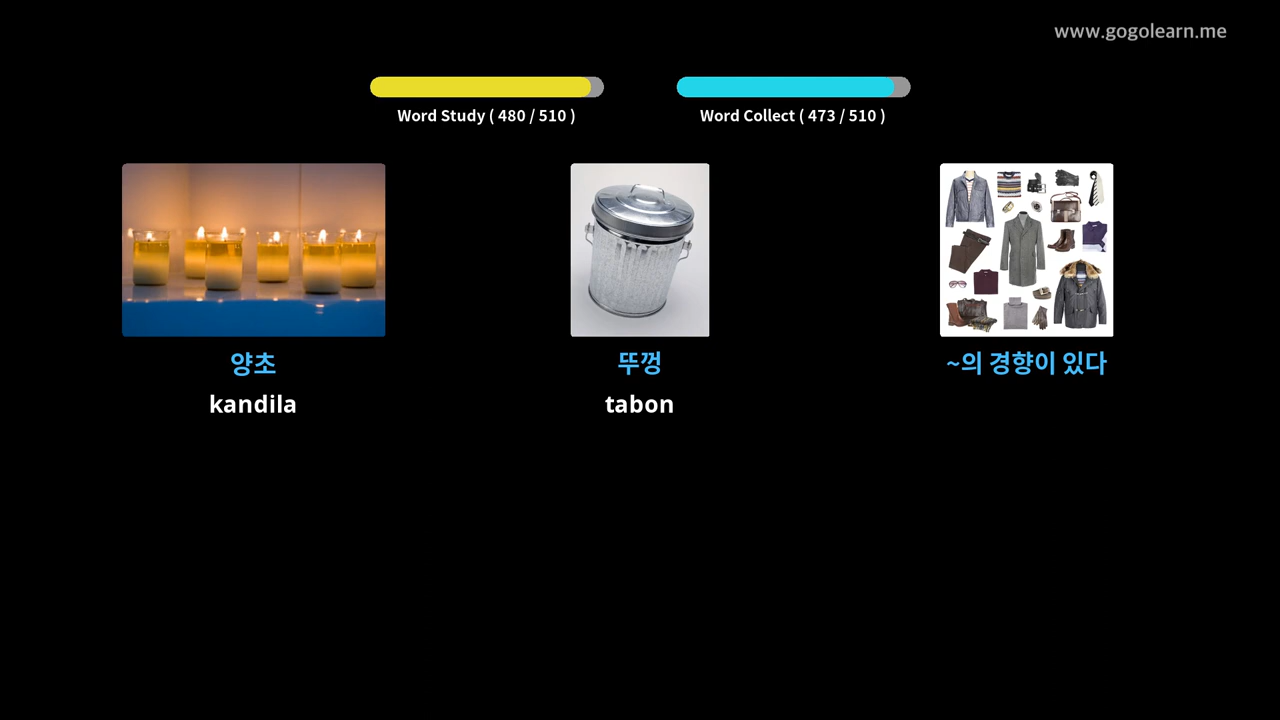 www.gogolearn.me
Word Study ( 480 / 510 )
Word Collect ( 473 / 510 )
양초
뚜껑
~의 경향이 있다
kandila
tabon